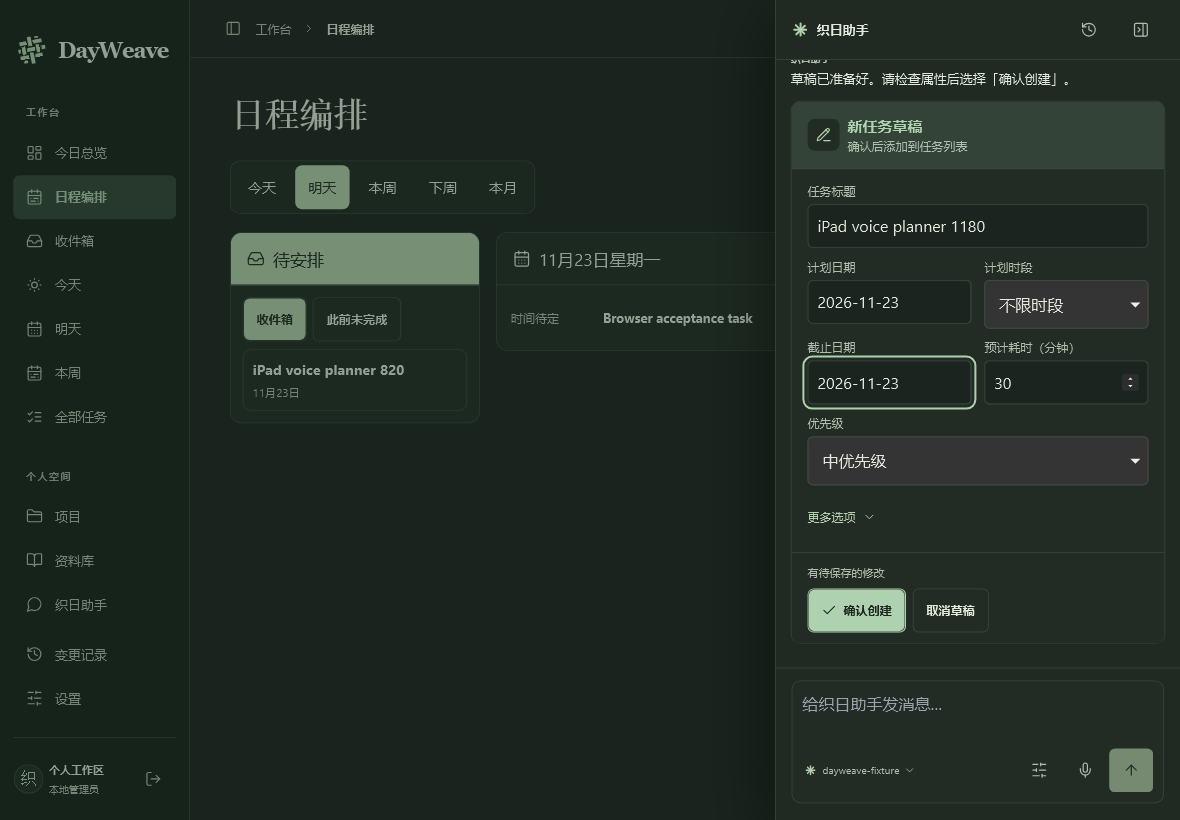 DayWeave
工作台
今日总览
日程编排
收件箱
今天
明天
本周
全部任务
个人空间
项目
资料库
织日助手
变更记录
设置
织
个人工作区
本地管理员
工作台
日程编排
日程编排
今天
明天
本周
下周
本月
待安排
收件箱
此前未完成
iPad voice planner 820
11月23日
11月23日星期一
时间待定
Browser acceptance task
织日助手
草稿已准备好。请检查属性后选择「确认创建」。
新任务草稿
确认后添加到任务列表
任务标题
iPad voice planner 1180
计划日期
计划时段
2026-11-23
不限时段
截止日期
预计耗时（分钟）
2026-11-23
30
优先级
中优先级
更多选项
有待保存的修改
确认创建
取消草稿
给织日助手发消息...
dayweave-fixture